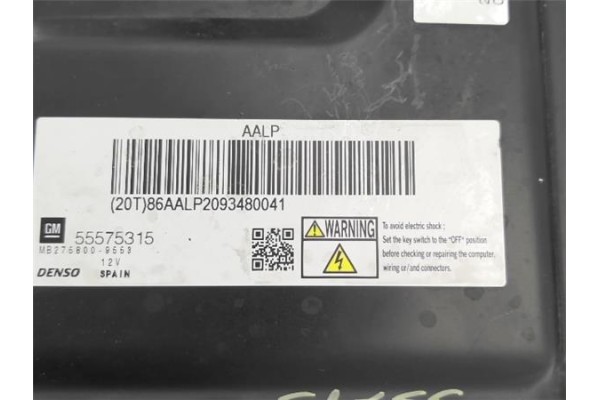 AALP
(20T)86AALP2093480041
GM 55575315
MB276800-9663
12V
DENSO SPAIN
WARNING
To avoid electric shock :
Set the key switch to the "OFF" position
before checking or repairing the computer,
wiring or/and connectors.